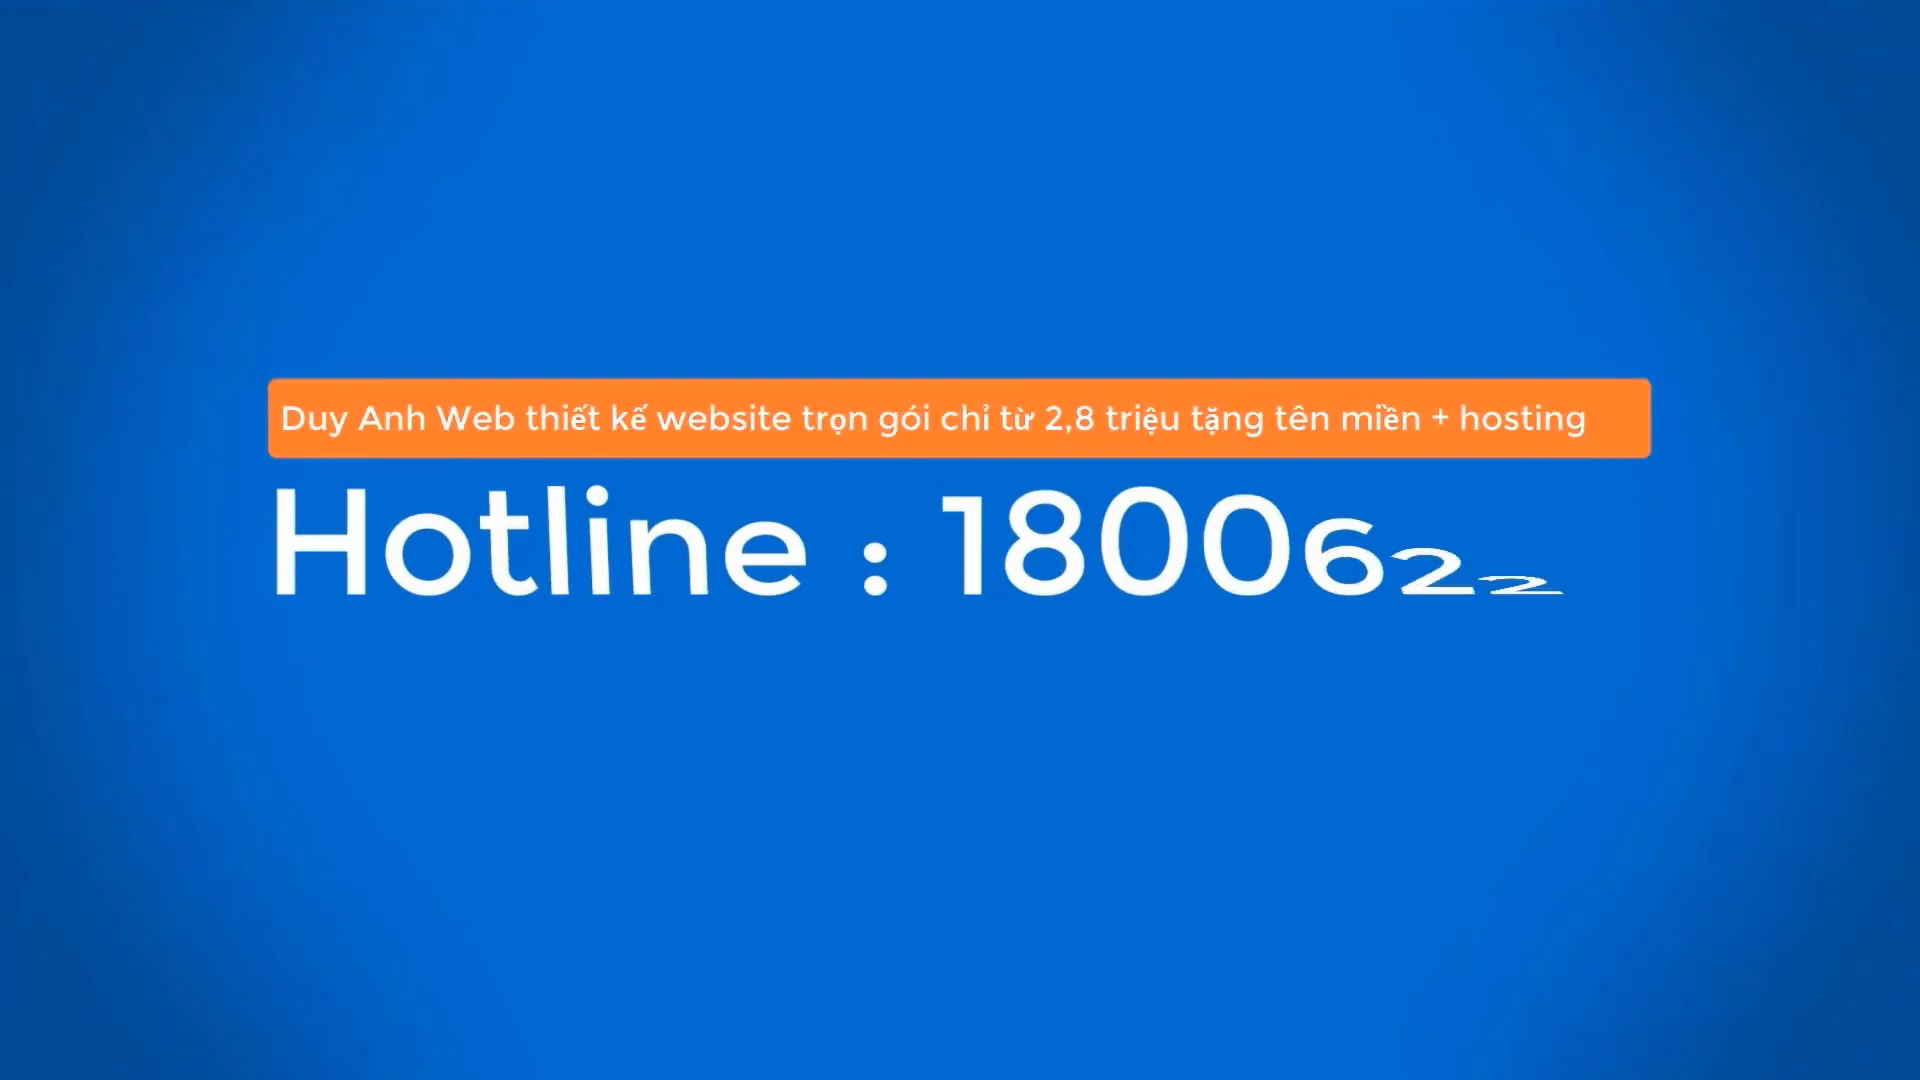 Duy Anh Web thiết kế website trọn gói chỉ từ 2,8 triệu tặng tên miền + hosting
Hotline : 1800622